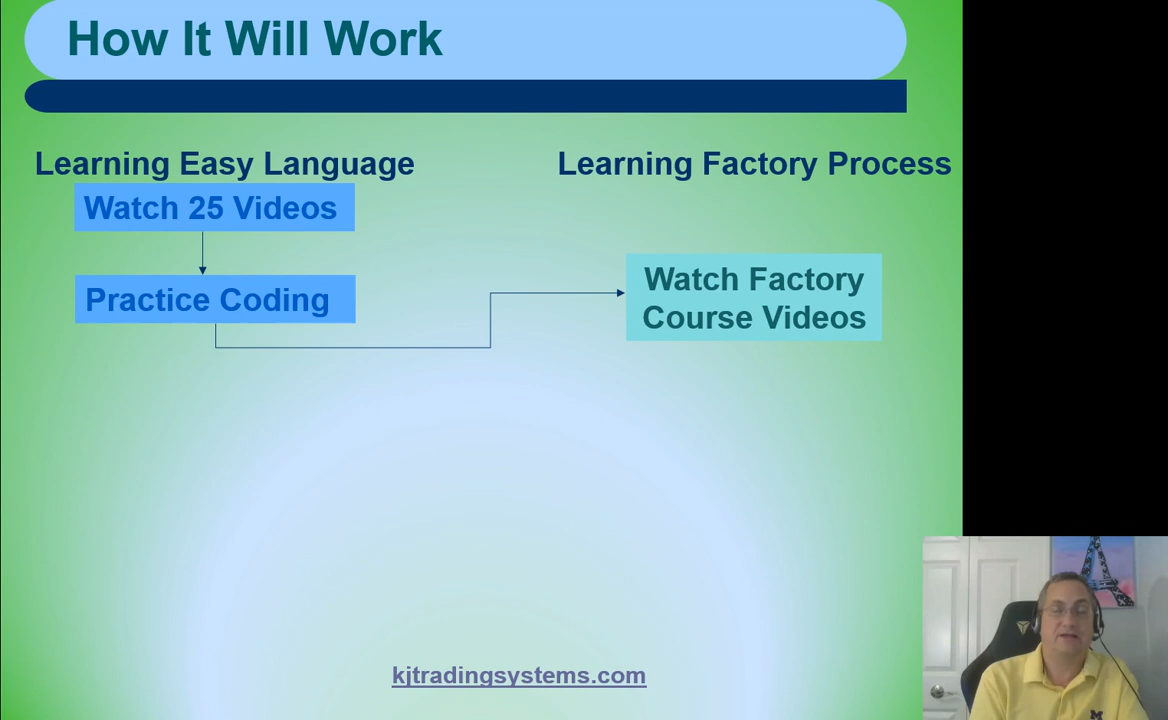 How It Will Work
Learning Easy Language
Learning Factory Process
Watch 25 Videos
Practice Coding
Watch Factory
Course Videos
kjtradingsystems.com
M